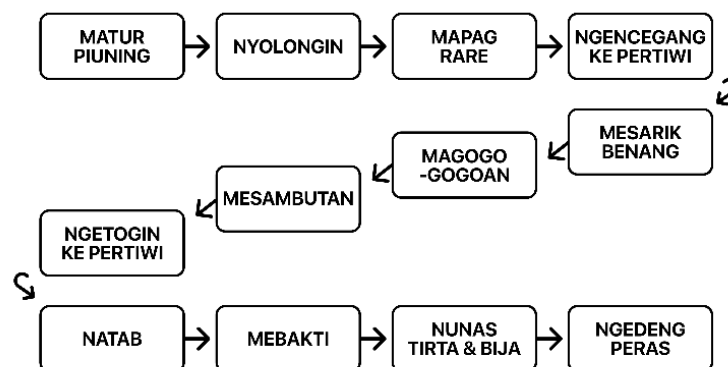 MATUR
PIUNING
NYOLONGIN
MAPAG
RARE
NGENCEGANG
KE PERTIWI
MESARIK
BENANG
MAGOGO
-GOGOAN
MESAMBUTAN
NGETOGIN
KE PERTIWI
NATAB
MEBAKTI
NUNAS
TIRTA & BIJA
NGEDENG
PERAS